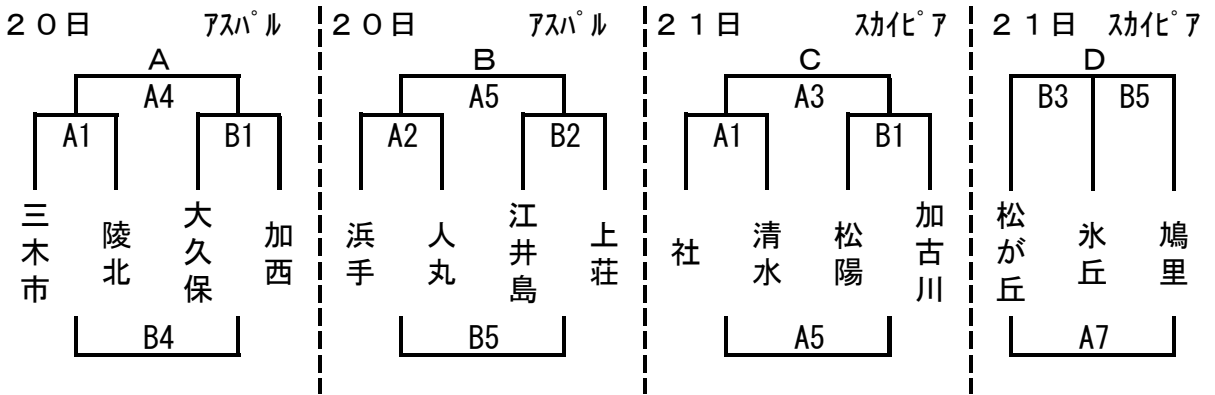 ２０日 ｱｽﾊﾟﾙ
A
A4
A1 B1
三木市 陵北 大久保 加西
B4
２０日 ｱｽﾊﾟﾙ
B
A5
A2 B2
浜手 人丸 江井島 上荘
B5
２１日 ｽｶｲﾋﾟｱ
C
A3
A1 B1
社 清水 松陽 加古川
A5
２１日 ｽｶｲﾋﾟｱ
D
B3 B5
松が丘 氷丘 鳩里
A7